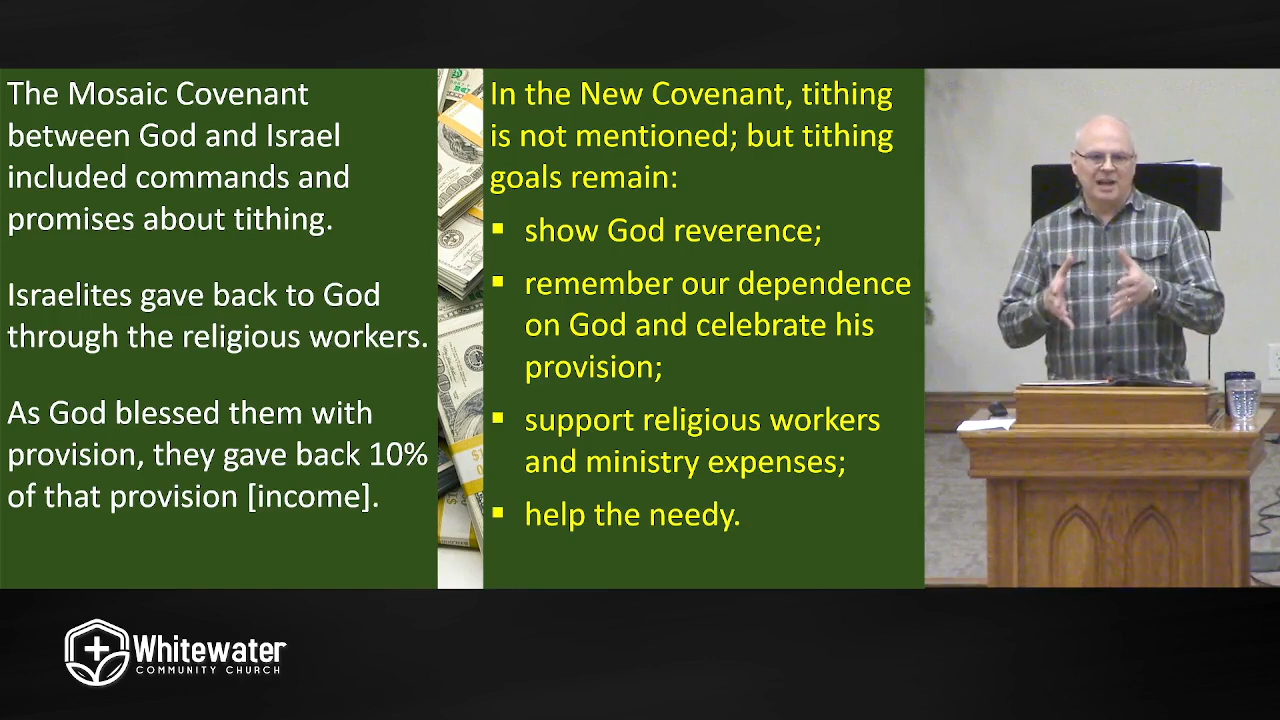 The Mosaic Covenant
between God and Israel
included commands and
promises about tithing.
Israelites gave back to God
through the religious workers.
As God blessed them with
provision, they gave back 10%
of that provision [income].
In the New Covenant, tithing
is not mentioned; but tithing
goals remain:
▪ show God reverence;
▪ remember our dependence
on God and celebrate his
provision;
▪ support religious workers
and ministry expenses;
▪ help the needy.
Whitewater
COMMUNITY CHURCH